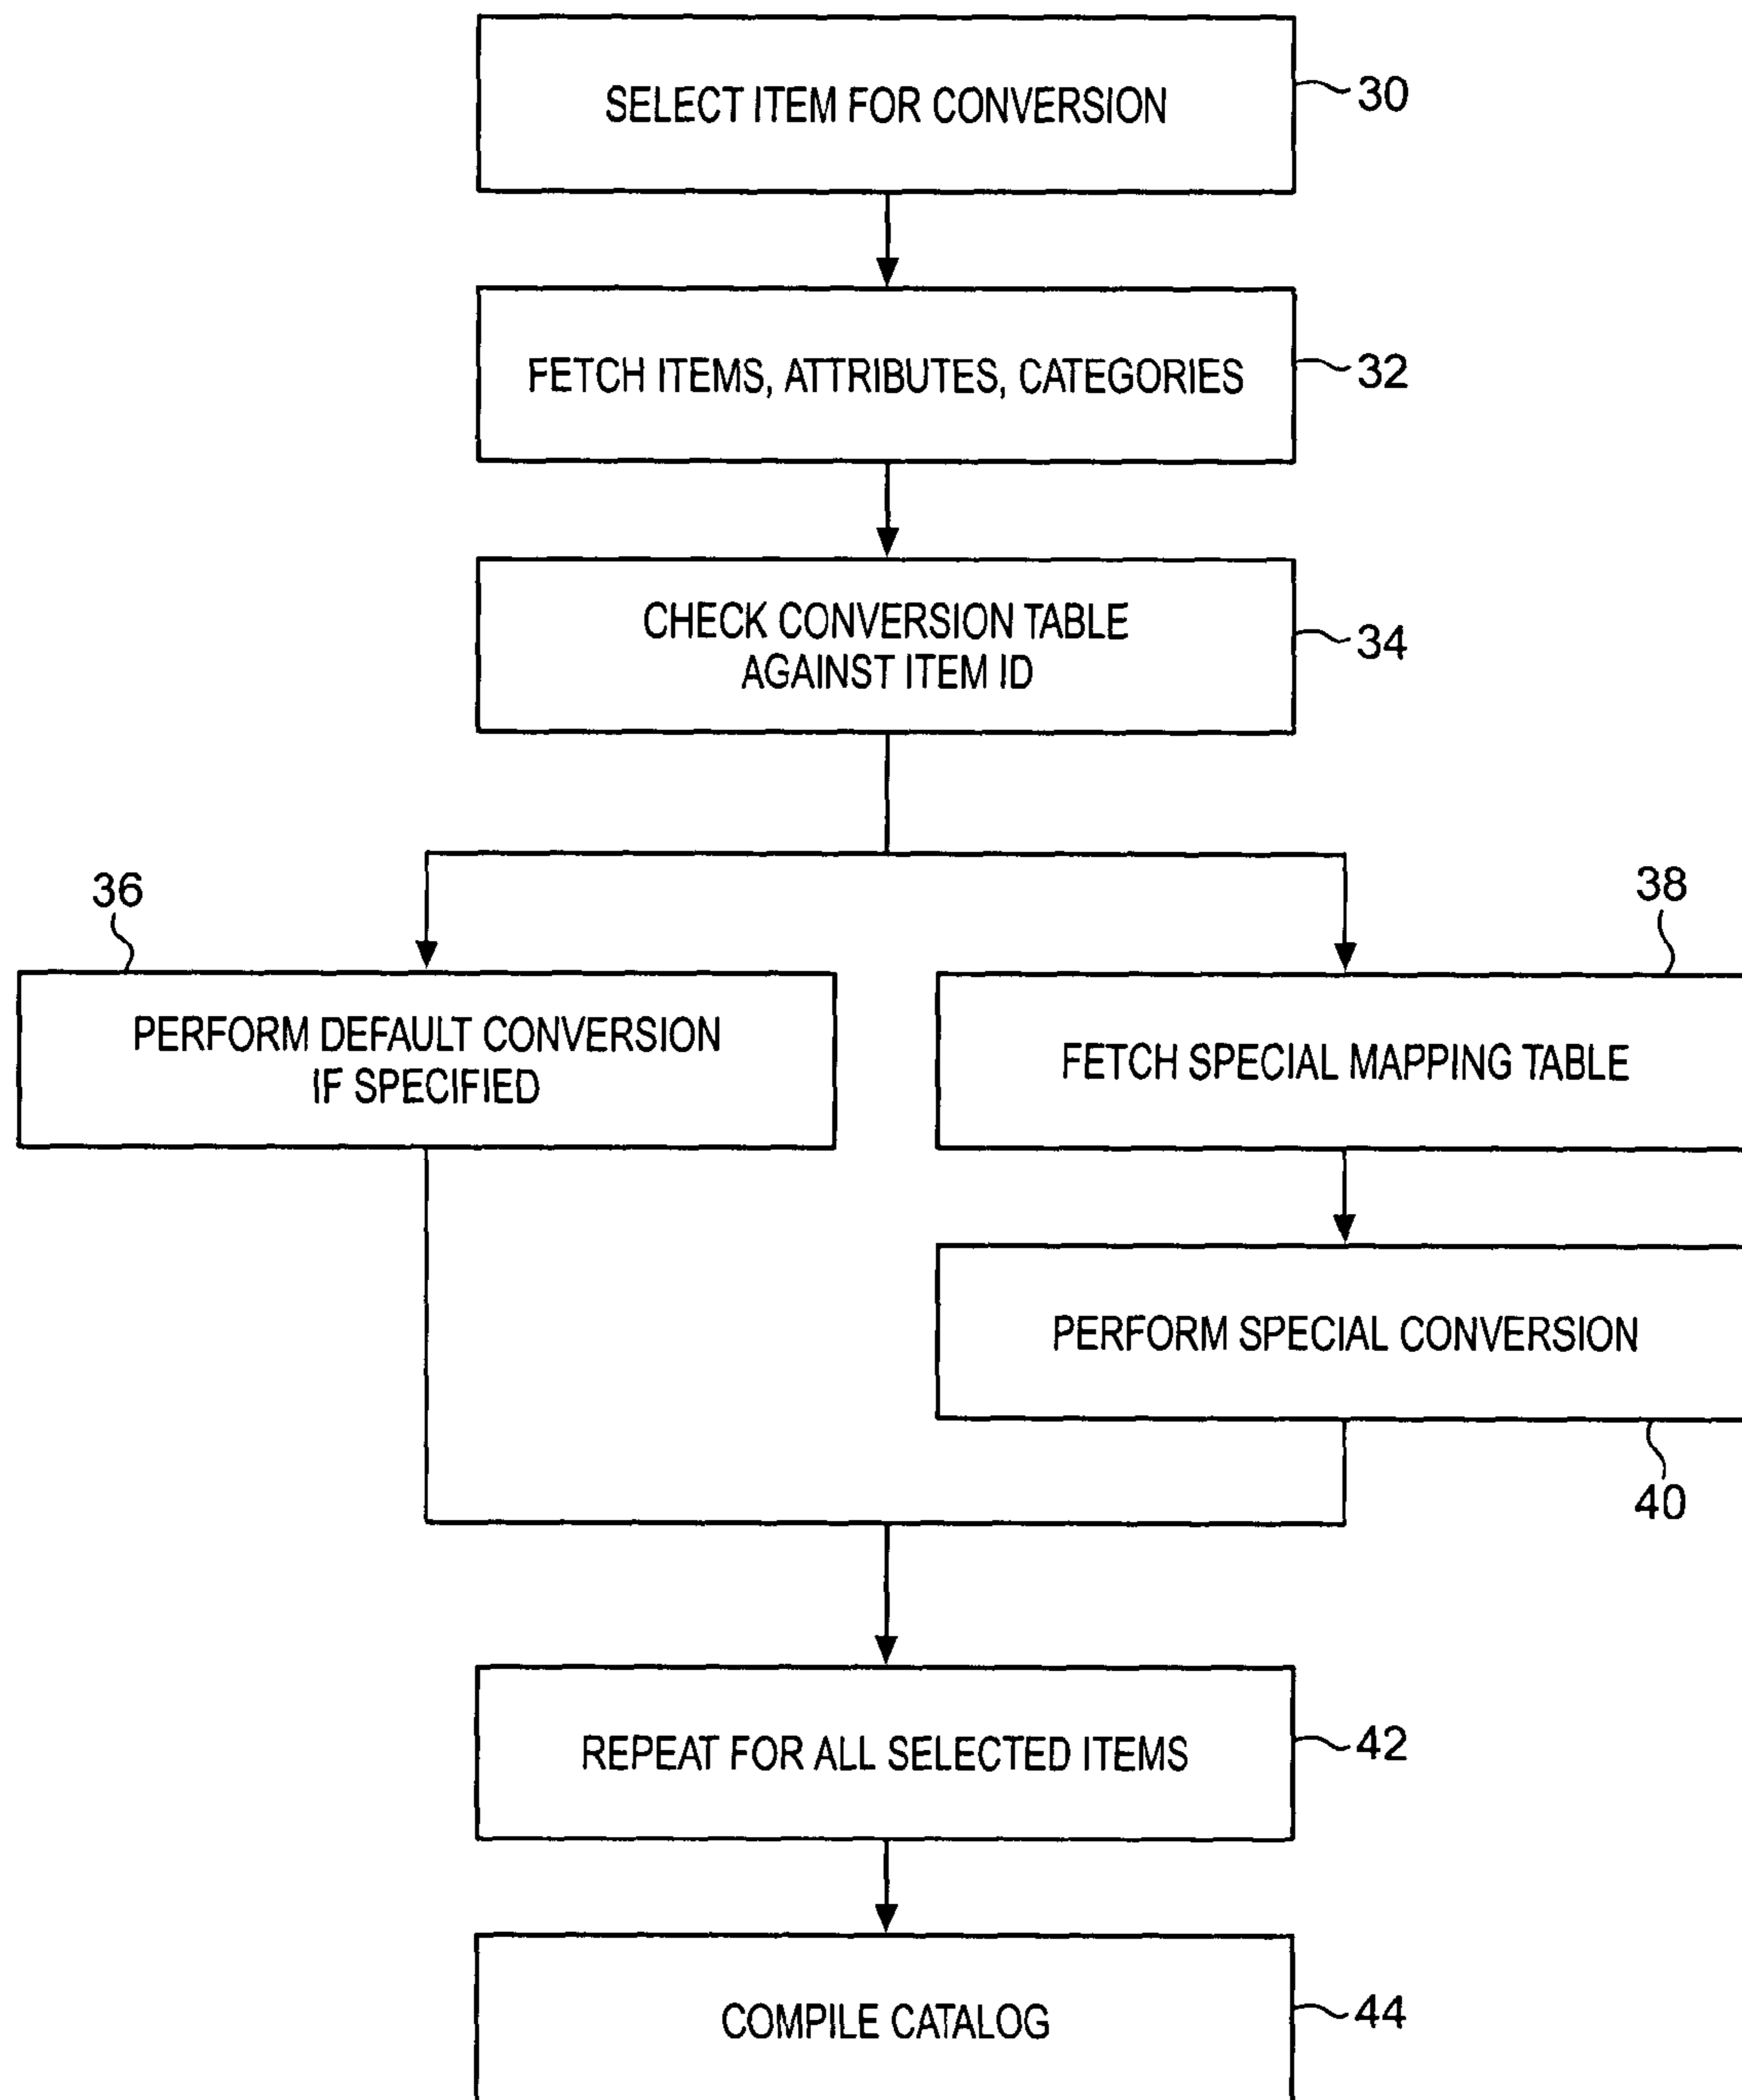 SELECT ITEM FOR CONVERSION
30
FETCH ITEMS, ATTRIBUTES, CATEGORIES
32
CHECK CONVERSION TABLE
AGAINST ITEM ID
34
36
38
PERFORM DEFAULT CONVERSION
IF SPECIFIED
FETCH SPECIAL MAPPING TABLE
PERFORM SPECIAL CONVERSION
40
REPEAT FOR ALL SELECTED ITEMS
42
COMPILE CATALOG
44